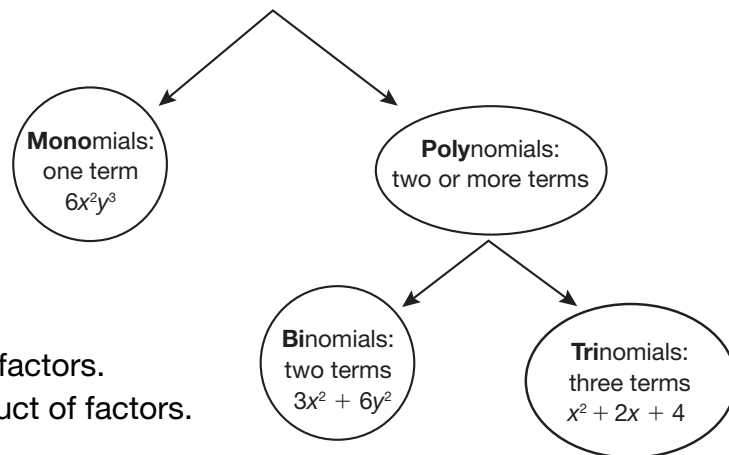 Monomials:
one term
6x²y³
Polynomials:
two or more terms
Binomials:
two terms
3x² + 6y²
Trinomials:
three terms
x² + 2x + 4
factors.
uct of factors.